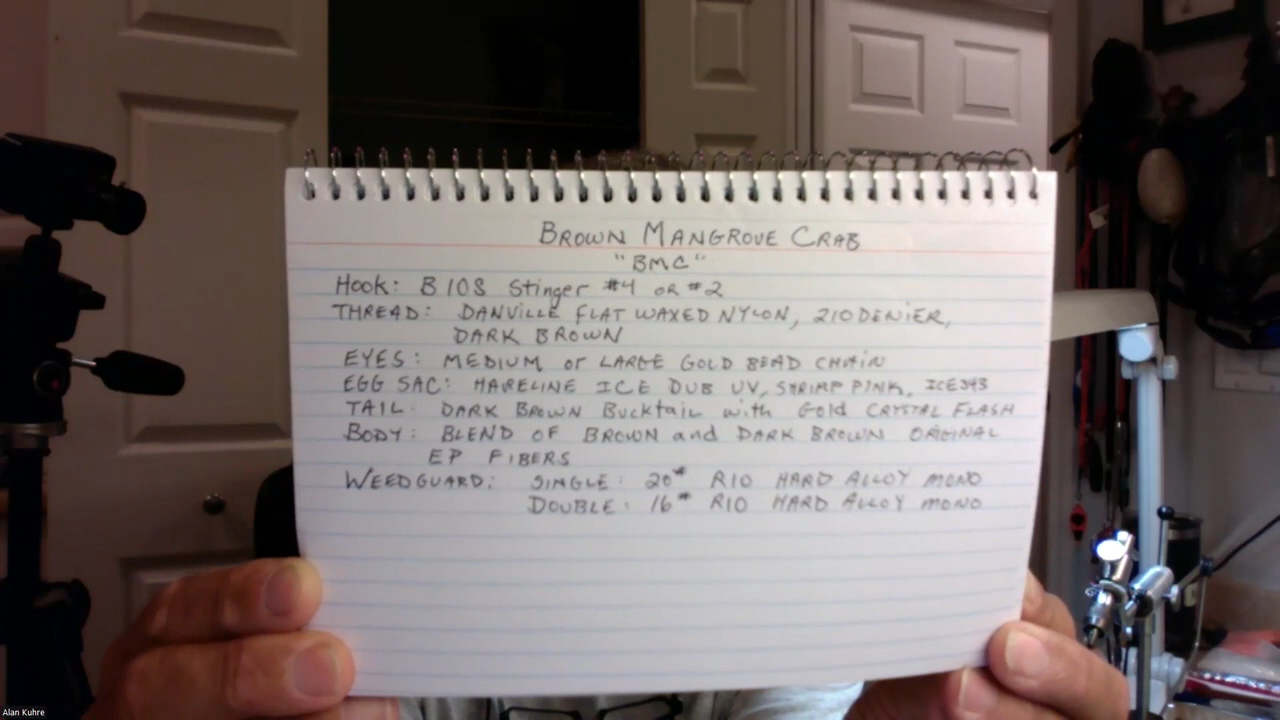 BROWN MANGROVE CRAB
"BMC"
Hook: B10S Stinger #4 OR #2
THREAD: DANVILLE FLAT WAXED NYLON, 210 DENIER,
DARK BROWN
EYES: MEDIUM or LARGE GOLD BEAD CHAIN
EGG SAC: HARELINE ICE DUB UV, SHRIMP PINK, ICE343
TAIL: DARK BROWN Bucktail with Gold CRYSTAL FLASH
BODY: BLEND OF BROWN and DARK BROWN ORIGINAL
EP FIBERS
WEEDGUARD: SINGLE: 20# RIO HARD ALLOY MONO
DOUBLE: 16# RIO HARD ALLOY MONO
Alan Kuhre